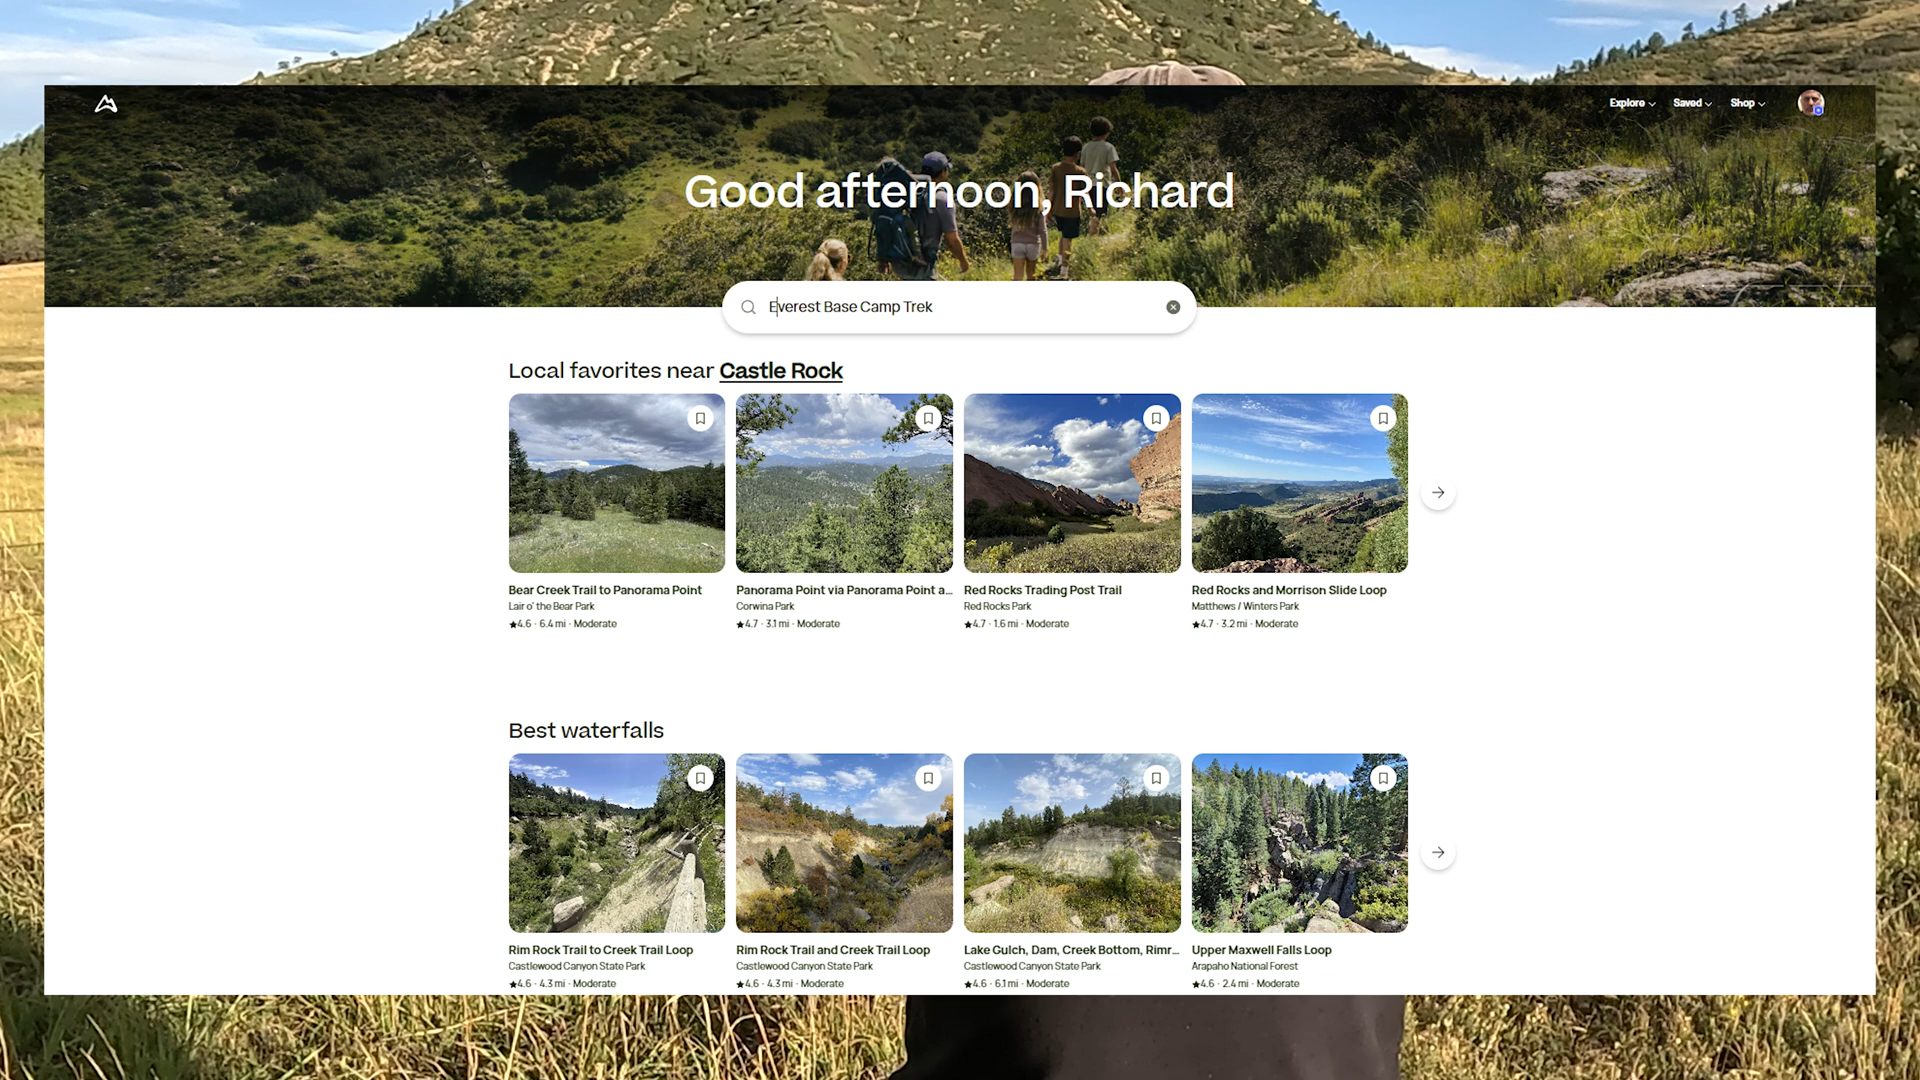 Explore
Saved
Shop
Good afternoon, Richard
Everest Base Camp Trek
Local favorites near Castle Rock
Bear Creek Trail to Panorama Point
Lair o' the Bear Park
★4.6 · 6.4 mi · Moderate
Panorama Point via Panorama Point a...
Corwina Park
★4.7 · 3.1 mi · Moderate
Red Rocks Trading Post Trail
Red Rocks Park
★4.7 · 1.6 mi · Moderate
Red Rocks and Morrison Slide Loop
Matthews / Winters Park
★4.7 · 3.2 mi · Moderate
Best waterfalls
Rim Rock Trail to Creek Trail Loop
Castlewood Canyon State Park
★4.6 · 4.3 mi · Moderate
Rim Rock Trail and Creek Trail Loop
Castlewood Canyon State Park
★4.6 · 4.3 mi · Moderate
Lake Gulch, Dam, Creek Bottom, Rimr...
Castlewood Canyon State Park
★4.6 · 6.1 mi · Moderate
Upper Maxwell Falls Loop
Arapaho National Forest
★4.6 · 2.4 mi · Moderate